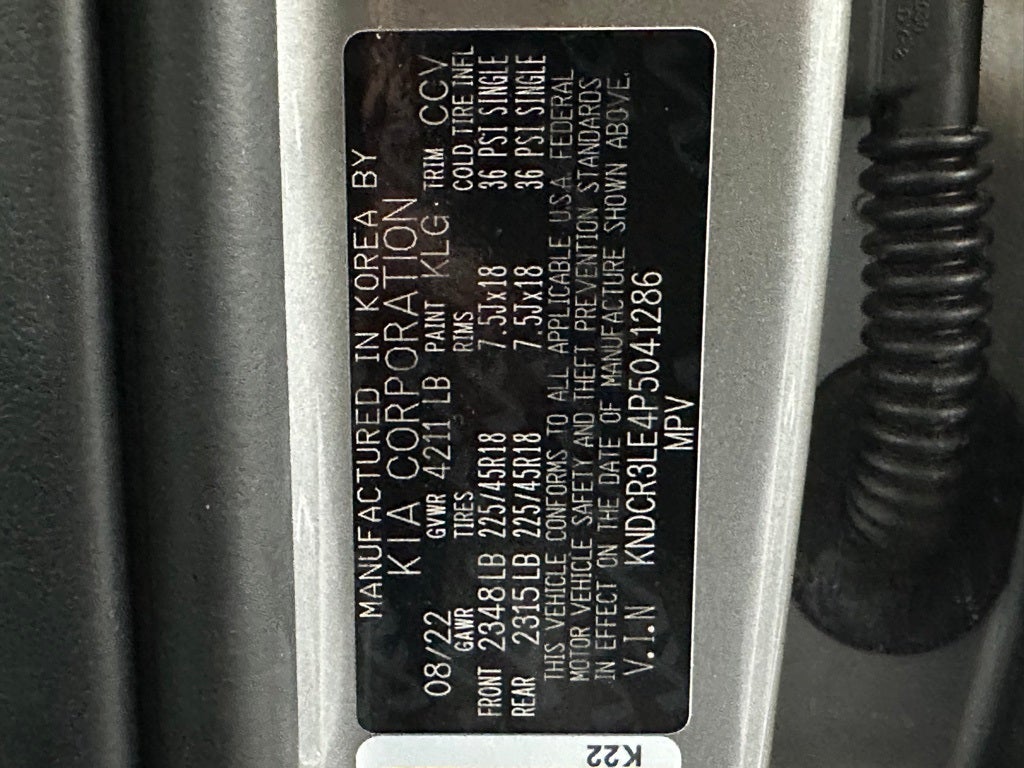 MANUFACTURED IN KOREA BY
KIA CORPORATION
08/22 GVWR 4211 LB PAINT KLG TRIM CCV
GAWR TIRES RIMS COLD TIRE INFL
FRONT 2348 LB 225/45R18 7.5Jx18 36 PSI SINGLE
REAR 2315 LB 225/45R18 7.5Jx18 36 PSI SINGLE
THIS VEHICLE CONFORMS TO ALL APPLICABLE U.S.A. FEDERAL
MOTOR VEHICLE SAFETY, AND THEFT PREVENTION STANDARDS
IN EFFECT ON THE DATE OF MANUFACTURE SHOWN ABOVE.
V.I.N KNDCR3LE4P5041286
MPV
K22